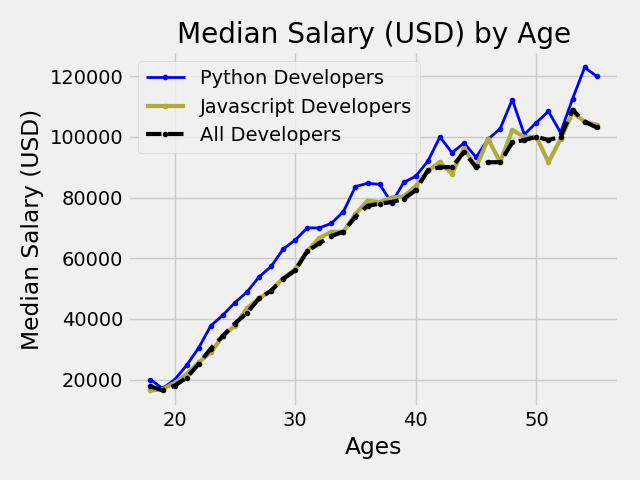 Median Salary (USD) by Age
Python Developers
Javascript Developers
All Developers
Median Salary (USD)
120000
100000
80000
60000
40000
20000
20 30 40 50
Ages